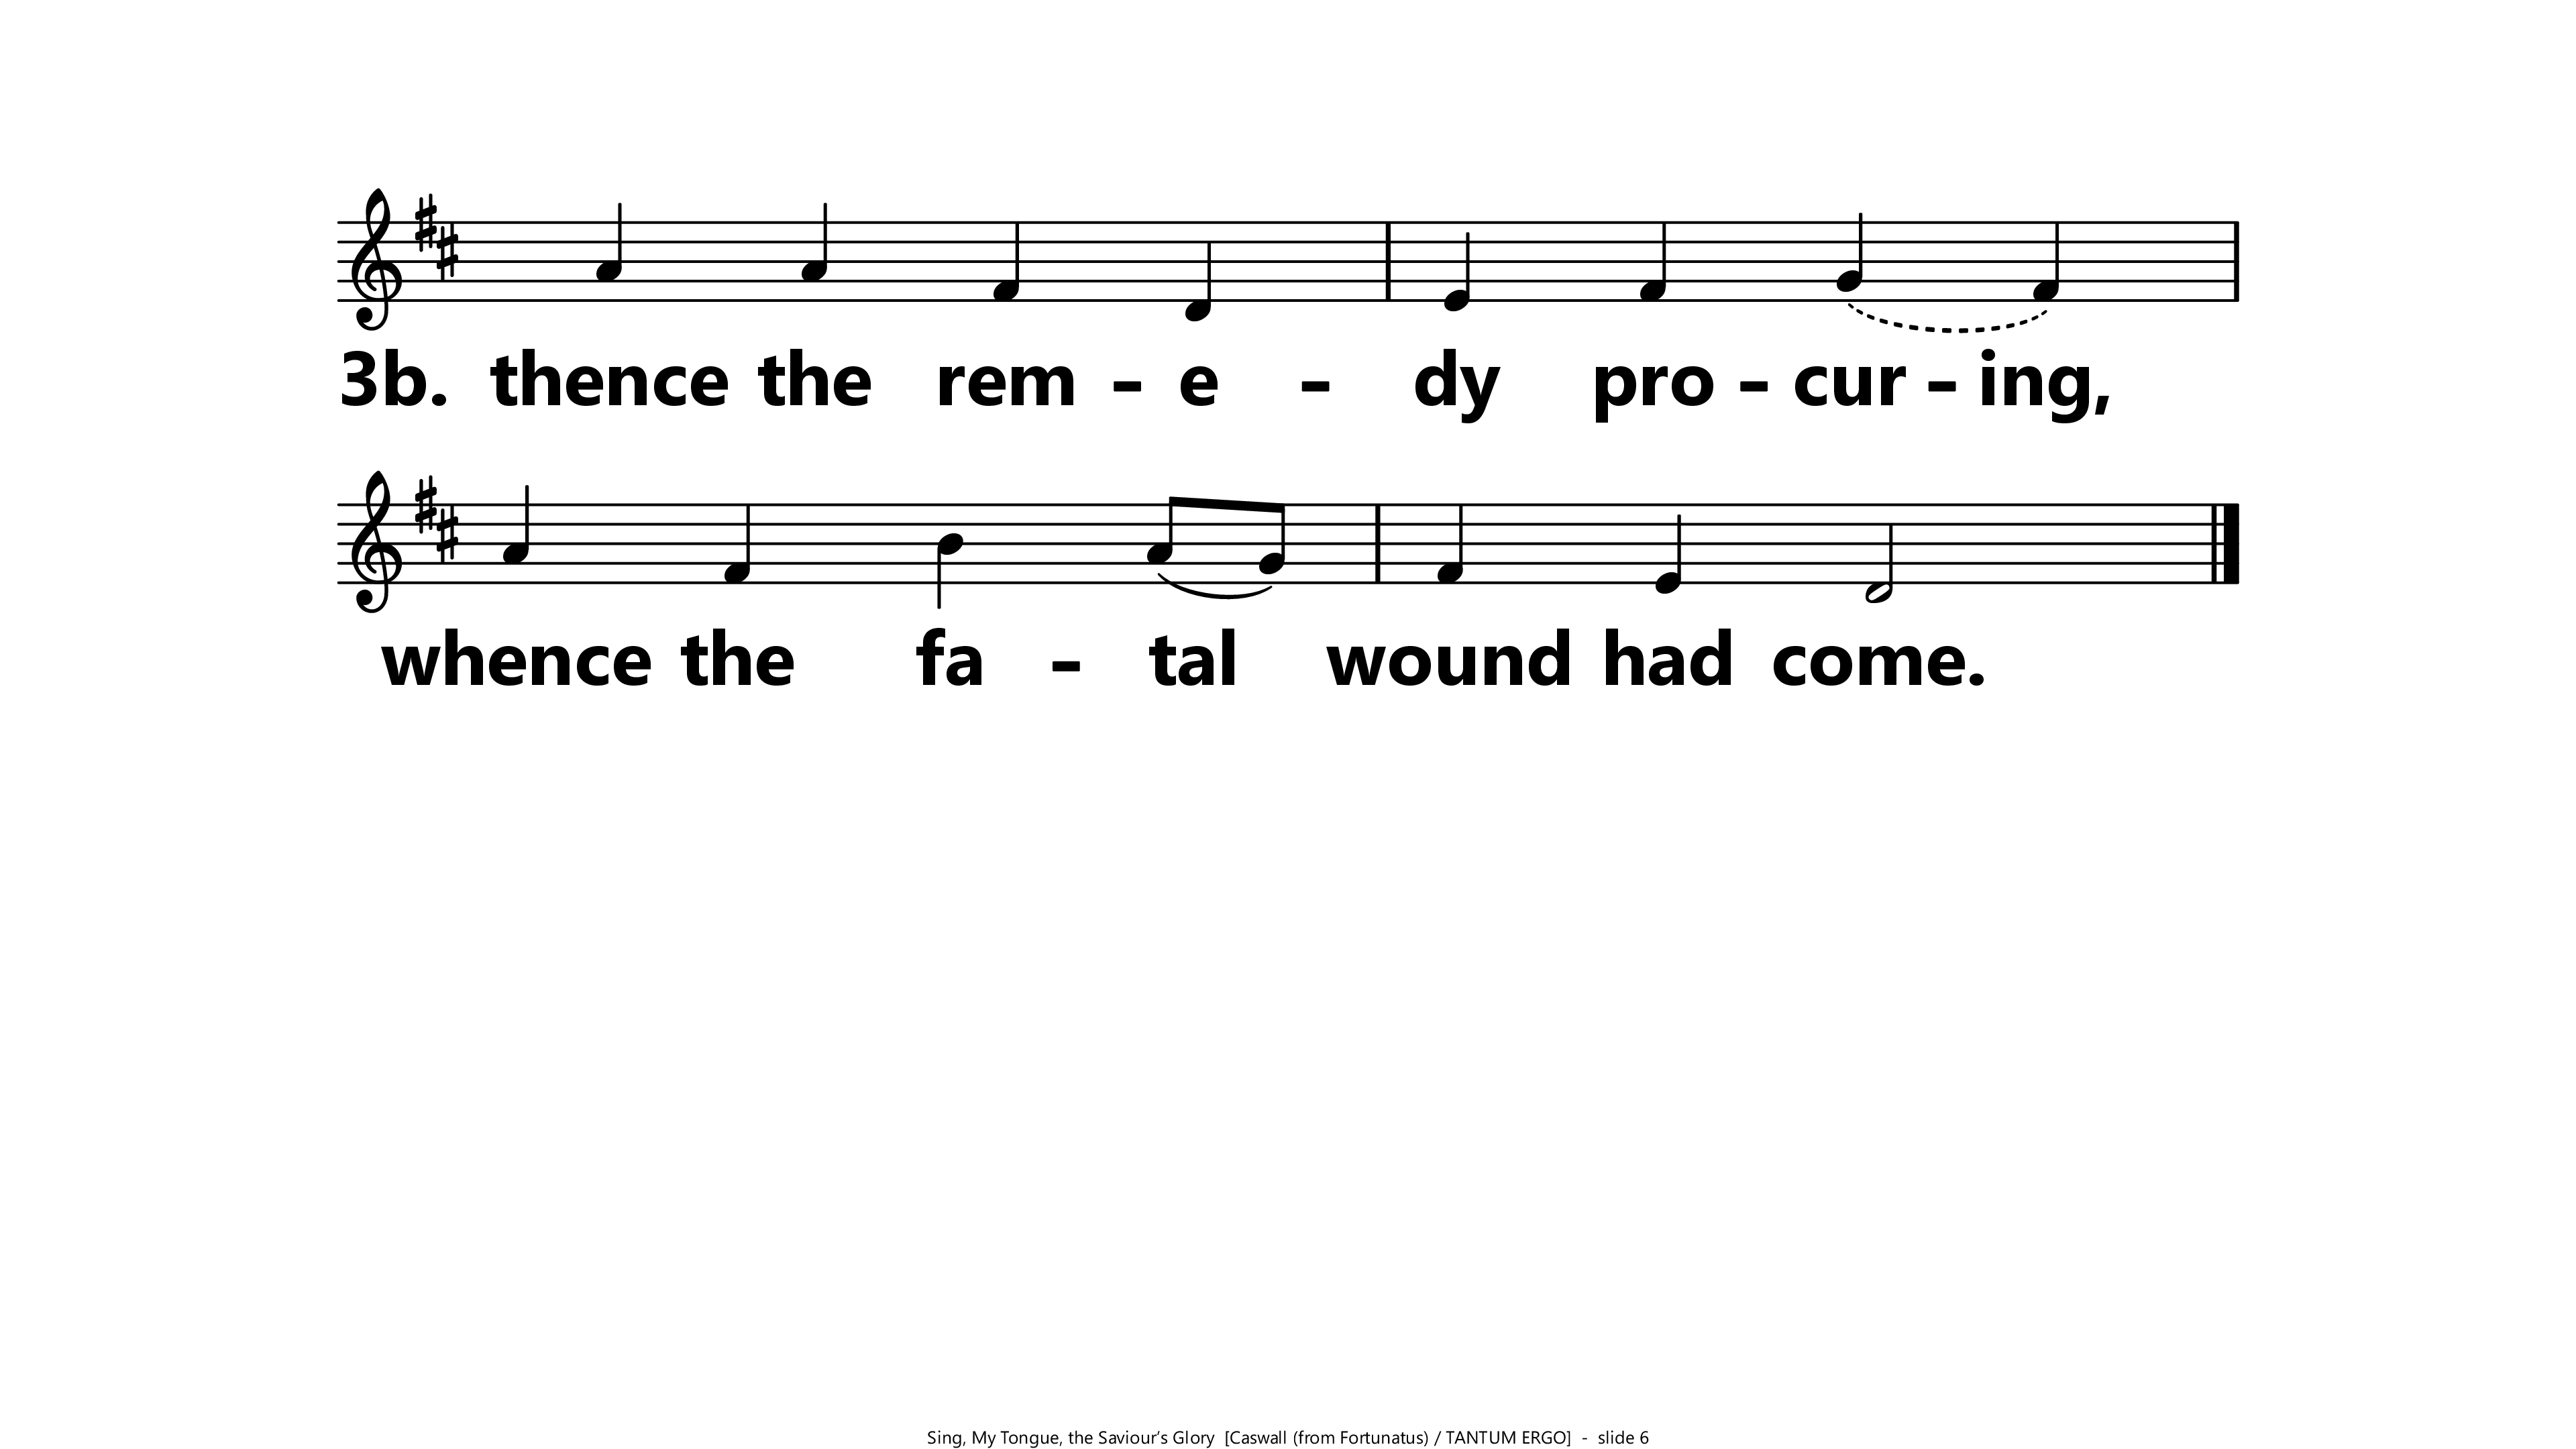 3b. thence the rem - e - dy pro - cur - ing,
whence the fa - tal wound had come.
Sing, My Tongue, the Saviour’s Glory [Caswall (from Fortunatus) / TANTUM ERGO] - slide 6